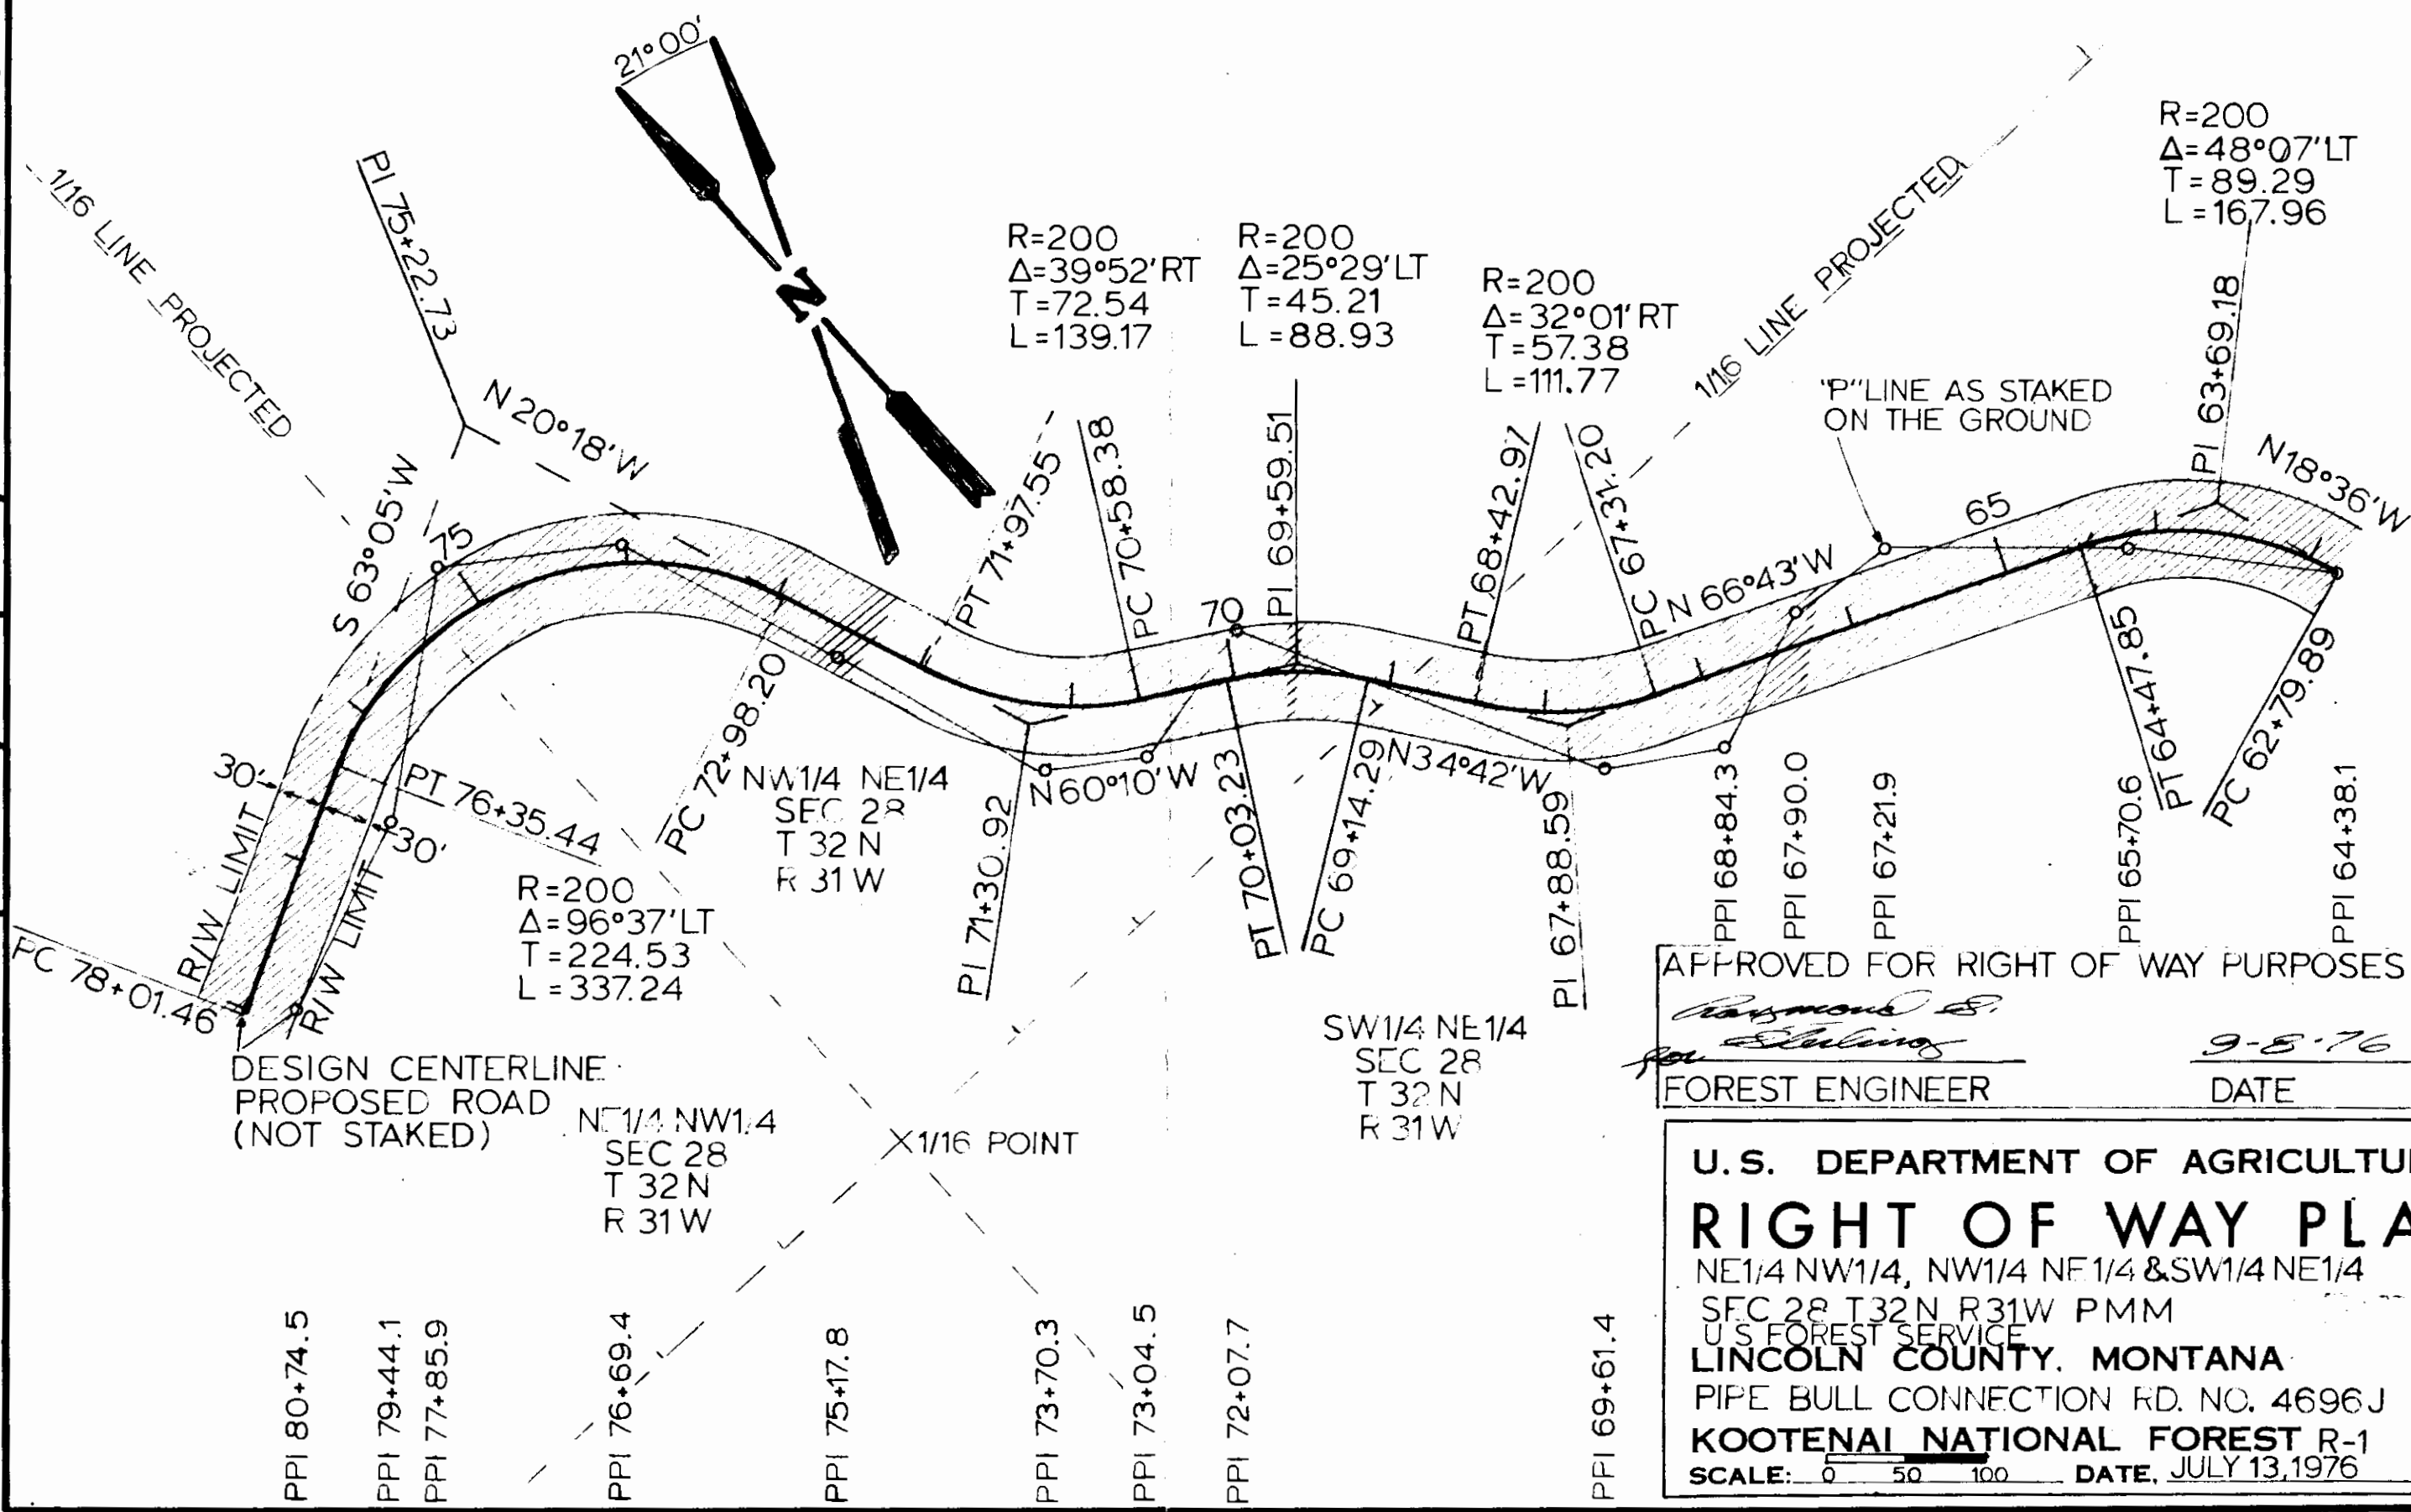 21°00'
N
1/16 LINE PROJECTED
PI 75+22.73
N 20°18'W
S 63°05'W
75
R=200
Δ=39°52'RT
T=72.54
L=139.17
R=200
Δ=25°29'LT
T=45.21
L=88.93
R=200
Δ=32°01'RT
T=57.38
L=111.77
R=200
Δ=48°07'LT
T=89.29
L=167.96
1/16 LINE PROJECTED
"P"LINE AS STAKED
ON THE GROUND
PT 71+97.55
PC 70+58.38
PI 69+59.51
PT 68+42.97
PC 67+31.20
PI 63+69.18
N18°36'W
65
N 66°43'W
70
30'
30'
R/W LIMIT
R/W LIMIT
PT 76+35.44
PC 72+98.20
PC 78+01.46
NW1/4 NE1/4
SEC 28
T 32 N
R 31 W
R=200
Δ=96°37'LT
T=224.53
L=337.24
PI 71+30.92
N60°10'W
PT 70+03.23
PC 69+14.29
N34°42'W
PI 67+88.59
PPI 68+84.3
PPI 67+90.0
PPI 67+21.9
PPI 65+70.6
PT 64+47.85
PC 62+79.89
PPI 64+38.1
DESIGN CENTERLINE
PROPOSED ROAD
(NOT STAKED)
NE1/4 NW1/4
SEC 28
T 32 N
R 31 W
1/16 POINT
SW1/4 NE1/4
SEC 28
T 32 N
R 31 W
PPI 80+74.5
PPI 79+44.1
PPI 77+85.9
PPI 76+69.4
PPI 75+17.8
PPI 73+70.3
PPI 73+04.5
PPI 72+07.7
PPI 69+61.4
APPROVED FOR RIGHT OF WAY PURPOSES
Raymond
for 9-8-76
FOREST ENGINEER DATE
U.S. DEPARTMENT OF AGRICULTU
RIGHT OF WAY PLA
NE1/4 NW1/4, NW1/4 NE1/4 & SW1/4 NE1/4
SEC 28 T32N R31W PMM
U S FOREST SERVICE
LINCOLN COUNTY, MONTANA
PIPE BULL CONNECTION RD. NO. 4696J
KOOTENAI NATIONAL FOREST R-1
SCALE: 0 50 100 DATE, JULY 13, 1976